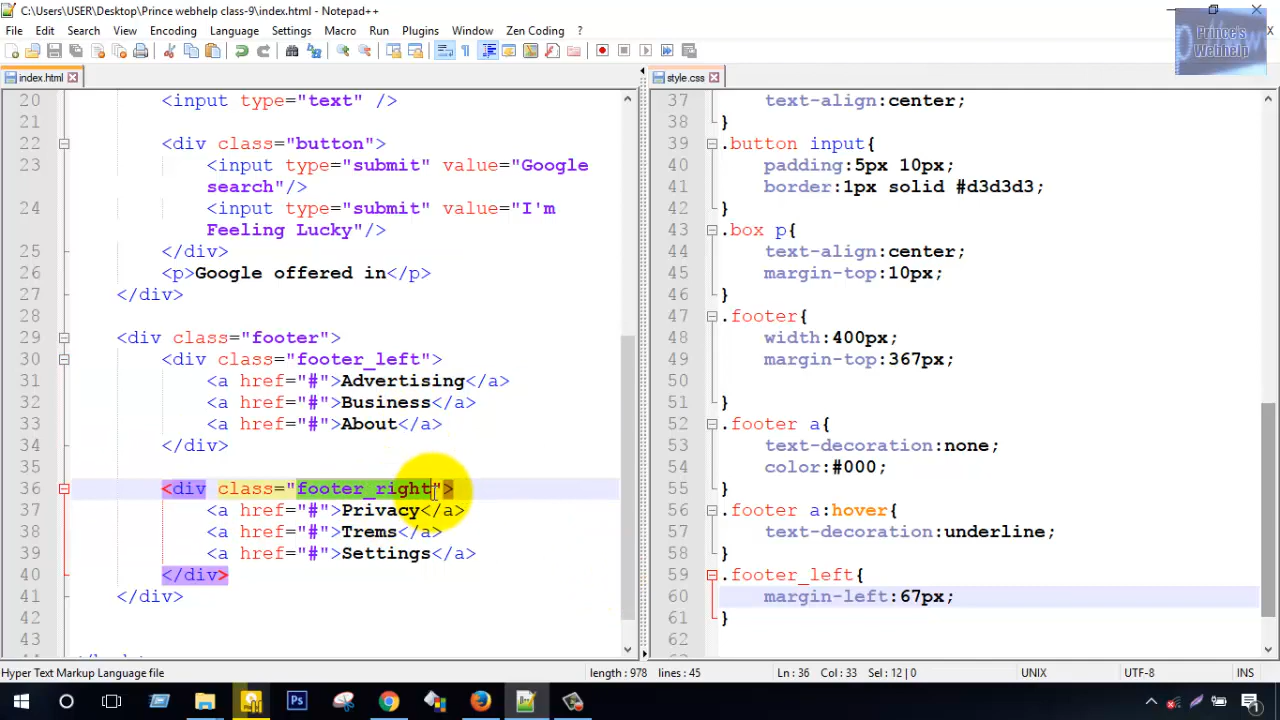 C:\Users\USER\Desktop\Prince webhelp class-9\index.html - Notepad++
File Edit Search View Encoding Language Settings Macro Run Plugins Window Zen Coding ?
Prince's
Webhelp
index.html
20 <input type="text" />
21
22 <div class="button">
23 <input type="submit" value="Google
search"/>
24 <input type="submit" value="I'm
Feeling Lucky"/>
25 </div>
26 <p>Google offered in</p>
27 </div>
28
29 <div class="footer">
30 <div class="footer_left">
31 <a href="#">Advertising</a>
32 <a href="#">Business</a>
33 <a href="#">About</a>
34 </div>
35
36 <div class="footer_right">
37 <a href="#">Privacy</a>
38 <a href="#">Trems</a>
39 <a href="#">Settings</a>
40 </div>
41 </div>
42
43
style.css
37 text-align:center;
38 }
39 .button input{
40 padding:5px 10px;
41 border:1px solid #d3d3d3;
42 }
43 .box p{
44 text-align:center;
45 margin-top:10px;
46 }
47 .footer{
48 width:400px;
49 margin-top:367px;
50
51 }
52 .footer a{
53 text-decoration:none;
54 color:#000;
55 }
56 .footer a:hover{
57 text-decoration:underline;
58 }
59 .footer_left{
60 margin-left:67px;
61 }
62
Hyper Text Markup Language file length : 978 lines : 45 Ln : 36 Col : 33 Sel : 12 | 0 UNIX UTF-8 INS